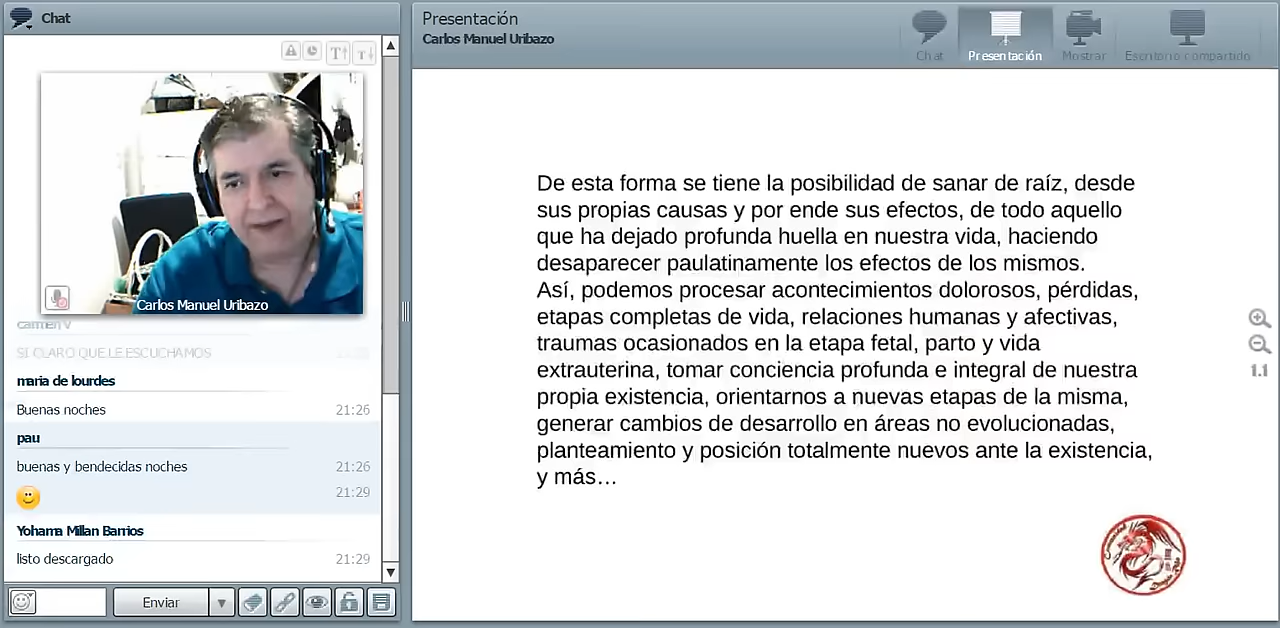 Chat
Carlos Manuel Uribazo
carmen v
SI CLARO QUE LE ESCUCHAMOS
maria de lourdes
Buenas noches 21:26
pau
buenas y bendecidas noches 21:26
21:29
Yohama Millan Barrios
listo descargado 21:29
Enviar
Presentación
Carlos Manuel Uribazo
Chat Presentación Mostrar Escritorio compartido
De esta forma se tiene la posibilidad de sanar de raíz, desde
sus propias causas y por ende sus efectos, de todo aquello
que ha dejado profunda huella en nuestra vida, haciendo
desaparecer paulatinamente los efectos de los mismos.
Así, podemos procesar acontecimientos dolorosos, pérdidas,
etapas completas de vida, relaciones humanas y afectivas,
traumas ocasionados en la etapa fetal, parto y vida
extrauterina, tomar conciencia profunda e integral de nuestra
propia existencia, orientarnos a nuevas etapas de la misma,
generar cambios de desarrollo en áreas no evolucionadas,
planteamiento y posición totalmente nuevos ante la existencia,
y más…
1.1